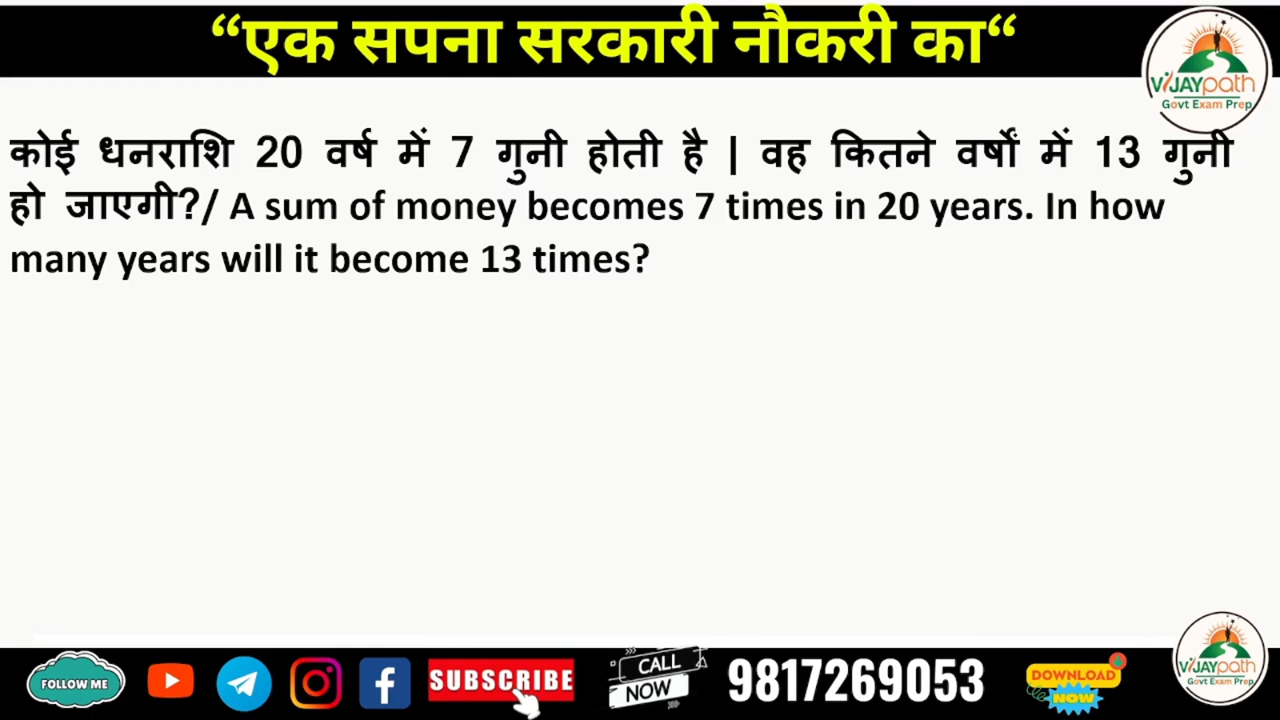 “एक सपना सरकारी नौकरी का“
VIJAYpath
Govt Exam Prep
कोई धनराशि 20 वर्ष में 7 गुनी होती है | वह कितने वर्षों में 13 गुनी
हो जाएगी?/ A sum of money becomes 7 times in 20 years. In how
many years will it become 13 times?
FOLLOW ME
SUBSCRIBE
CALL
NOW
9817269053
DOWNLOAD
NOW
VIJAYpath
Govt Exam Prep